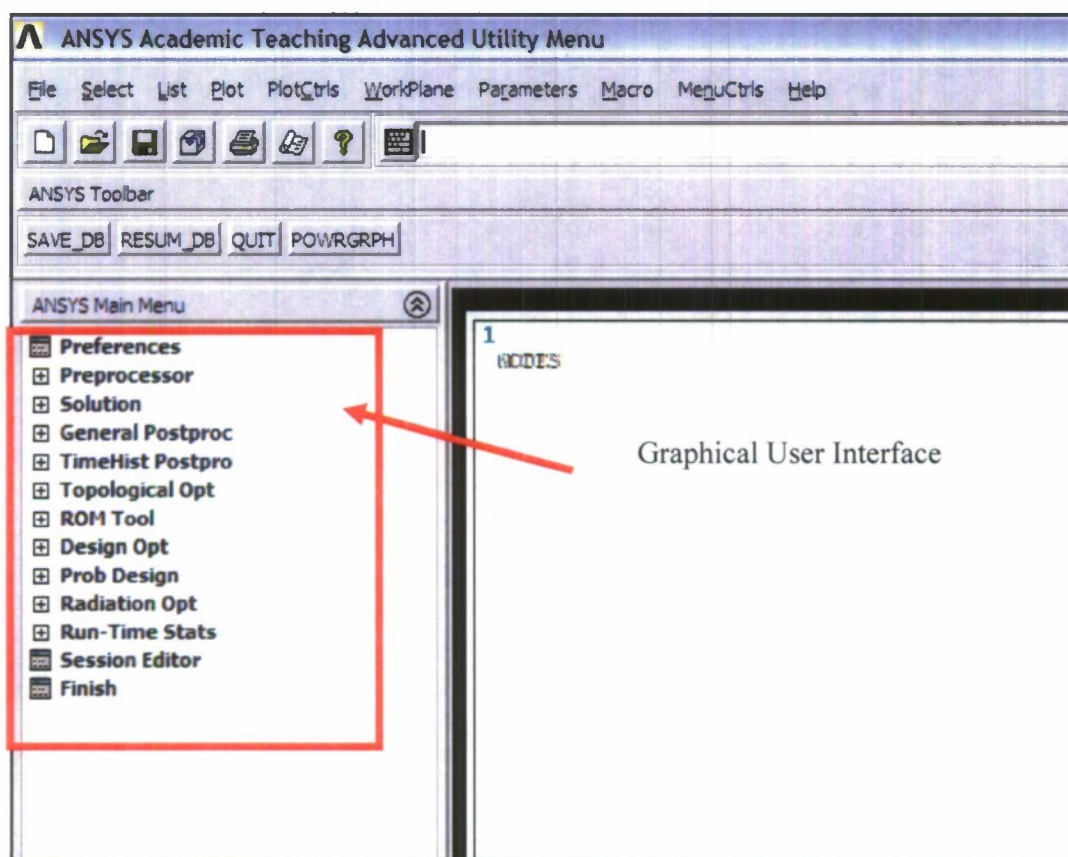 ANSYS Academic Teaching Advanced Utility Menu
File Select List Plot PlotCtrls WorkPlane Parameters Macro MenuCtrls Help
ANSYS Toolbar
SAVE_DB RESUM_DB QUIT POWRGRPH
ANSYS Main Menu
Preferences
Preprocessor
Solution
General Postproc
TimeHist Postpro
Topological Opt
ROM Tool
Design Opt
Prob Design
Radiation Opt
Run-Time Stats
Session Editor
Finish
1
NODES
Graphical User Interface